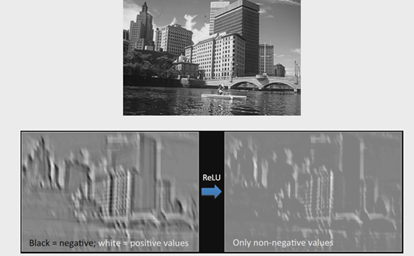 ReLU
Black = negative; white = positive values
Only non-negative values